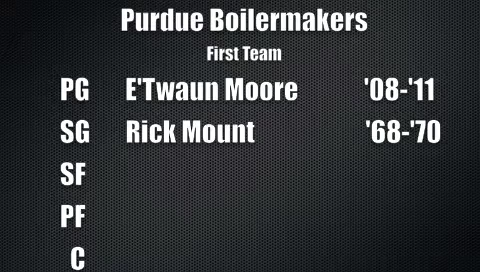 Purdue Boilermakers
First Team
PG E'Twaun Moore '08-'11
SG Rick Mount '68-'70
SF
PF
C